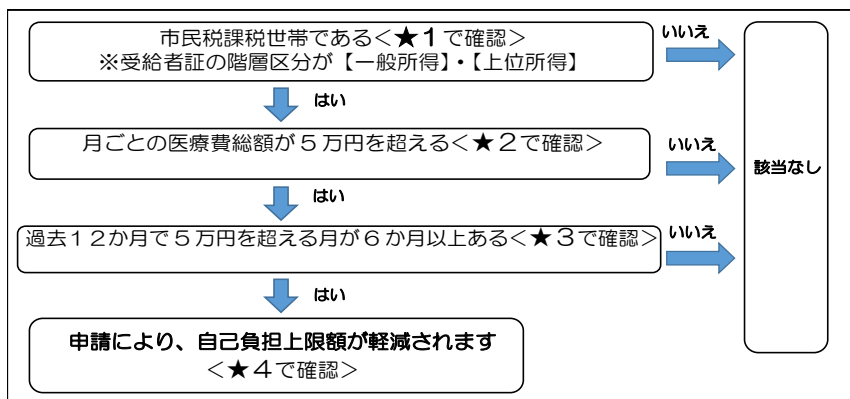 市民税課税世帯である＜★１で確認＞
※受給者証の階層区分が【一般所得】・【上位所得】
いいえ
はい
月ごとの医療費総額が５万円を超える＜★２で確認＞
いいえ
該当なし
はい
過去１２か月で５万円を超える月が６か月以上ある＜★３で確認＞
いいえ
はい
申請により、自己負担上限額が軽減されます
＜★４で確認＞